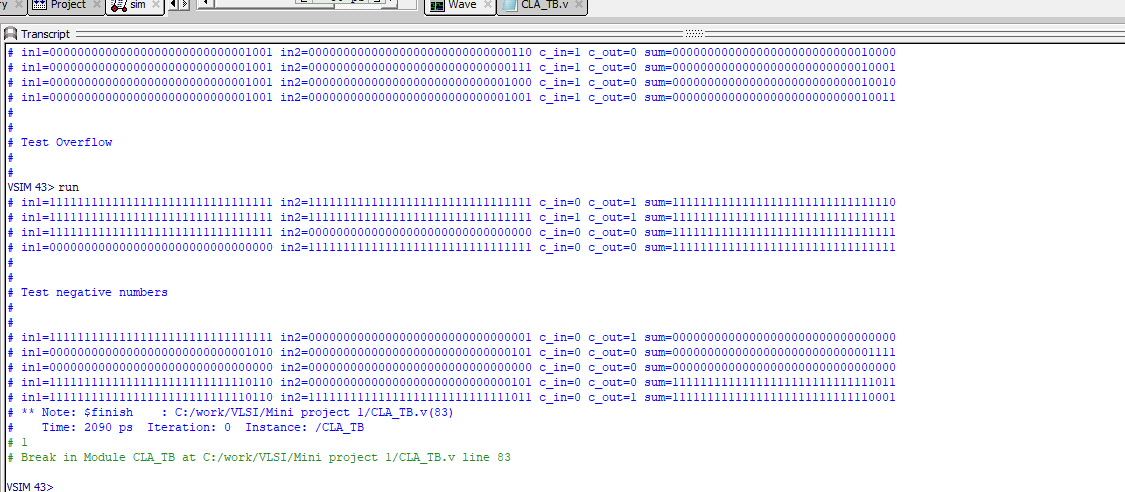 ry Project sim Wave CLA_TB.v
Transcript
# in1=00000000000000000000000000001001 in2=00000000000000000000000000000110 c_in=1 c_out=0 sum=00000000000000000000000000010000
# in1=00000000000000000000000000001001 in2=00000000000000000000000000000111 c_in=1 c_out=0 sum=00000000000000000000000000010001
# in1=00000000000000000000000000001001 in2=00000000000000000000000000001000 c_in=1 c_out=0 sum=00000000000000000000000000010010
# in1=00000000000000000000000000001001 in2=00000000000000000000000000001001 c_in=1 c_out=0 sum=00000000000000000000000000010011
#
#
# Test Overflow
#
#
VSIM 43> run
# in1=11111111111111111111111111111111 in2=11111111111111111111111111111111 c_in=0 c_out=1 sum=11111111111111111111111111111110
# in1=11111111111111111111111111111111 in2=11111111111111111111111111111111 c_in=1 c_out=1 sum=11111111111111111111111111111111
# in1=11111111111111111111111111111111 in2=00000000000000000000000000000000 c_in=0 c_out=0 sum=11111111111111111111111111111111
# in1=00000000000000000000000000000000 in2=11111111111111111111111111111111 c_in=0 c_out=0 sum=11111111111111111111111111111111
#
#
# Test negative numbers
#
#
# in1=11111111111111111111111111111111 in2=00000000000000000000000000000001 c_in=0 c_out=1 sum=00000000000000000000000000000000
# in1=00000000000000000000000000001010 in2=00000000000000000000000000000101 c_in=0 c_out=0 sum=00000000000000000000000000001111
# in1=00000000000000000000000000000000 in2=00000000000000000000000000000000 c_in=0 c_out=0 sum=00000000000000000000000000000000
# in1=11111111111111111111111111110110 in2=00000000000000000000000000000101 c_in=0 c_out=0 sum=11111111111111111111111111111011
# in1=11111111111111111111111111110110 in2=11111111111111111111111111111011 c_in=0 c_out=1 sum=11111111111111111111111111110001
# ** Note: $finish    : C:/work/VLSI/Mini project 1/CLA_TB.v(83)
#    Time: 2090 ps  Iteration: 0  Instance: /CLA_TB
# 1
# Break in Module CLA_TB at C:/work/VLSI/Mini project 1/CLA_TB.v line 83
VSIM 43>